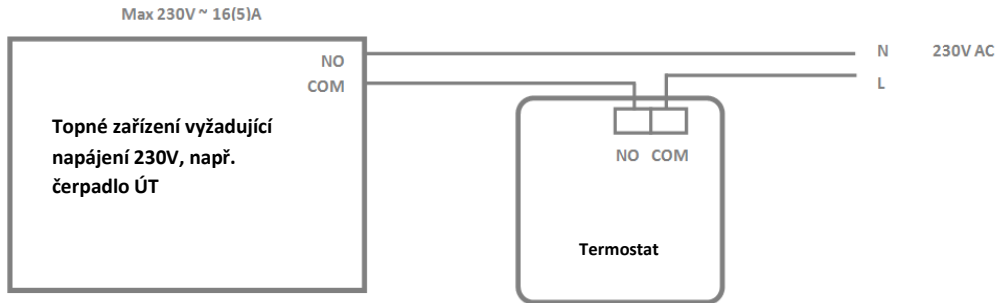 Max 230V ~ 16(5)A
NO
COM
N 230V AC
L
Topné zařízení vyžadující
napájení 230V, např.
čerpadlo ÚT
NO COM
Termostat